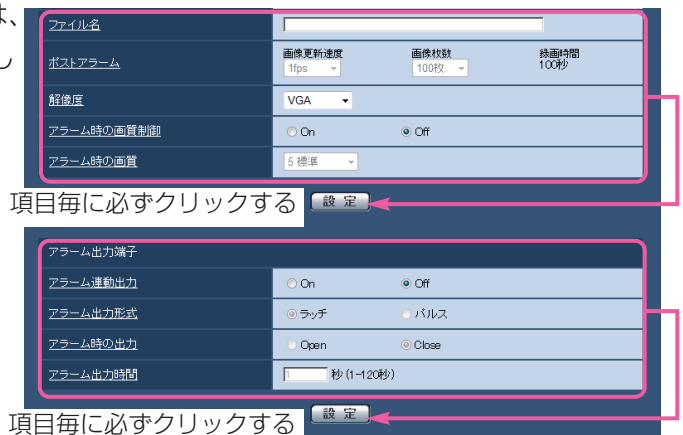 は、
し
ファイル名
ポストアラーム 画像更新速度 画像枚数 録画時間
1fps 100枚 100秒
解像度 VGA
アラーム時の画質制御 On Off
アラーム時の画質 5 標準
項目毎に必ずクリックする 設 定
アラーム出力端子
アラーム連動出力 On Off
アラーム出力形式 ラッチ パルス
アラーム時の出力 Open Close
アラーム出力時間 1 秒(1-120秒)
項目毎に必ずクリックする 設 定